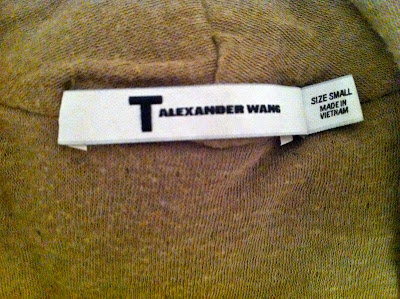 T ALEXANDER WANG
SIZE SMALL
MADE IN
VIETNAM